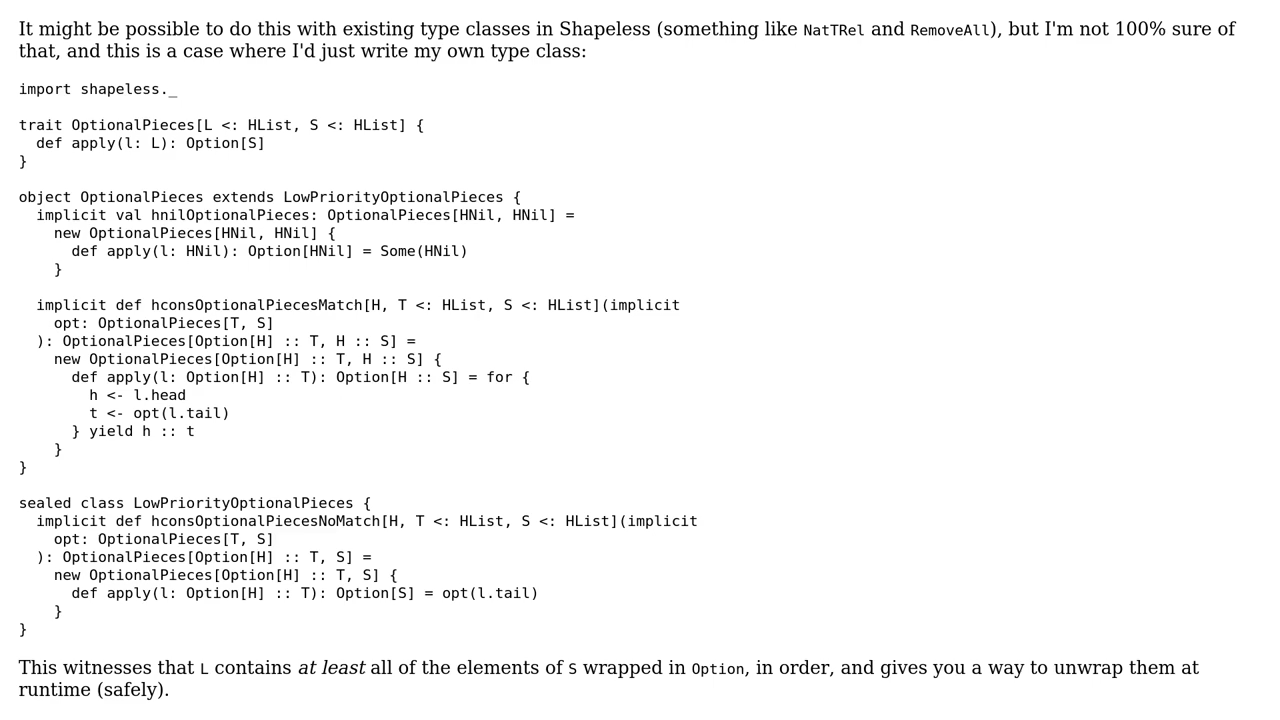 It might be possible to do this with existing type classes in Shapeless (something like NatTRel and RemoveAll), but I'm not 100% sure of
that, and this is a case where I'd just write my own type class:
import shapeless._
trait OptionalPieces[L <: HList, S <: HList] {
  def apply(l: L): Option[S]
}
object OptionalPieces extends LowPriorityOptionalPieces {
  implicit val hnilOptionalPieces: OptionalPieces[HNil, HNil] =
    new OptionalPieces[HNil, HNil] {
      def apply(l: HNil): Option[HNil] = Some(HNil)
    }
  implicit def hconsOptionalPiecesMatch[H, T <: HList, S <: HList](implicit
    opt: OptionalPieces[T, S]
  ): OptionalPieces[Option[H] :: T, H :: S] =
    new OptionalPieces[Option[H] :: T, H :: S] {
      def apply(l: Option[H] :: T): Option[H :: S] = for {
        h <- l.head
        t <- opt(l.tail)
      } yield h :: t
    }
}
sealed class LowPriorityOptionalPieces {
  implicit def hconsOptionalPiecesNoMatch[H, T <: HList, S <: HList](implicit
    opt: OptionalPieces[T, S]
  ): OptionalPieces[Option[H] :: T, S] =
    new OptionalPieces[Option[H] :: T, S] {
      def apply(l: Option[H] :: T): Option[S] = opt(l.tail)
    }
}
This witnesses that L contains at least all of the elements of S wrapped in Option, in order, and gives you a way to unwrap them at
runtime (safely).